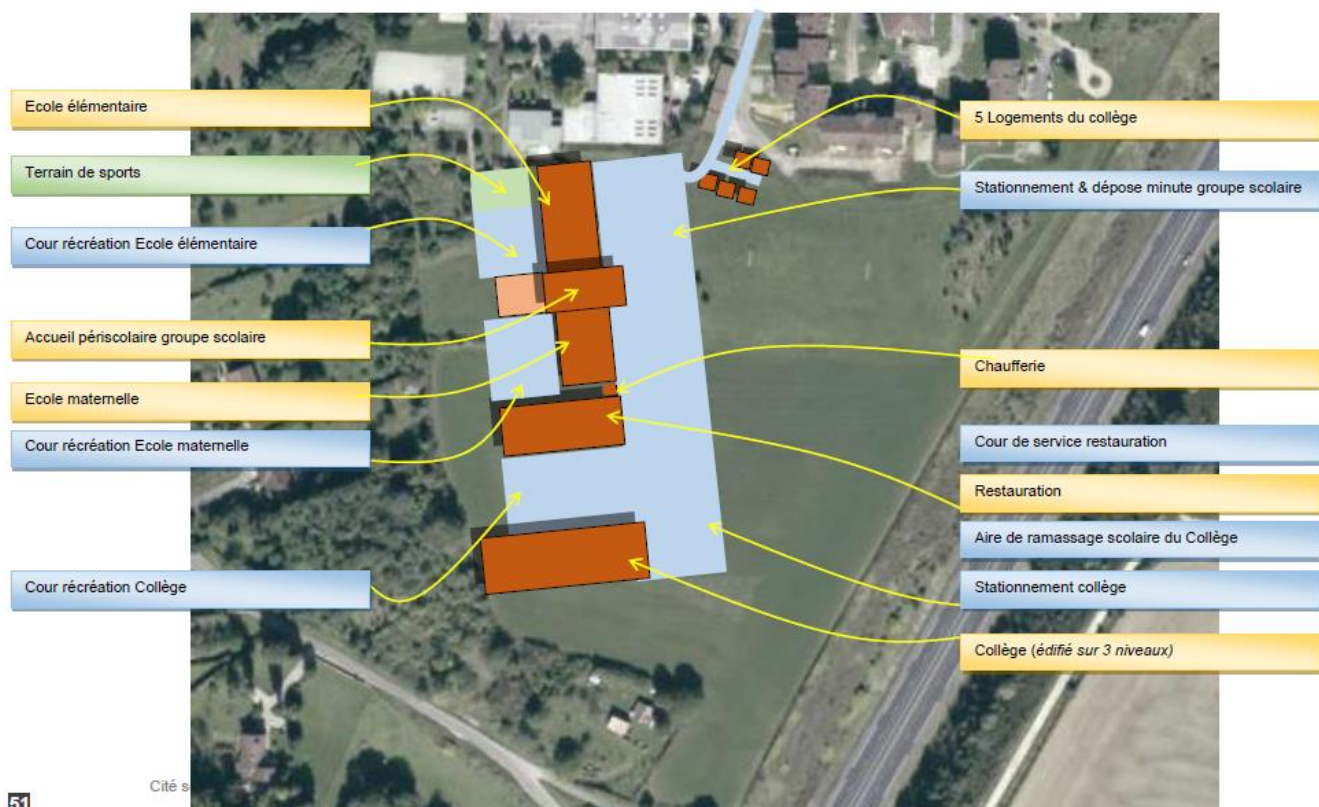 Ecole élémentaire
Terrain de sports
Cour récréation Ecole élémentaire
Accueil périscolaire groupe scolaire
Ecole maternelle
Cour récréation Ecole maternelle
Cour récréation Collège
5 Logements du collège
Stationnement & dépose minute groupe scolaire
Chaufferie
Cour de service restauration
Restauration
Aire de ramassage scolaire du Collège
Stationnement collège
Collège (édifié sur 3 niveaux)
Cité s
51